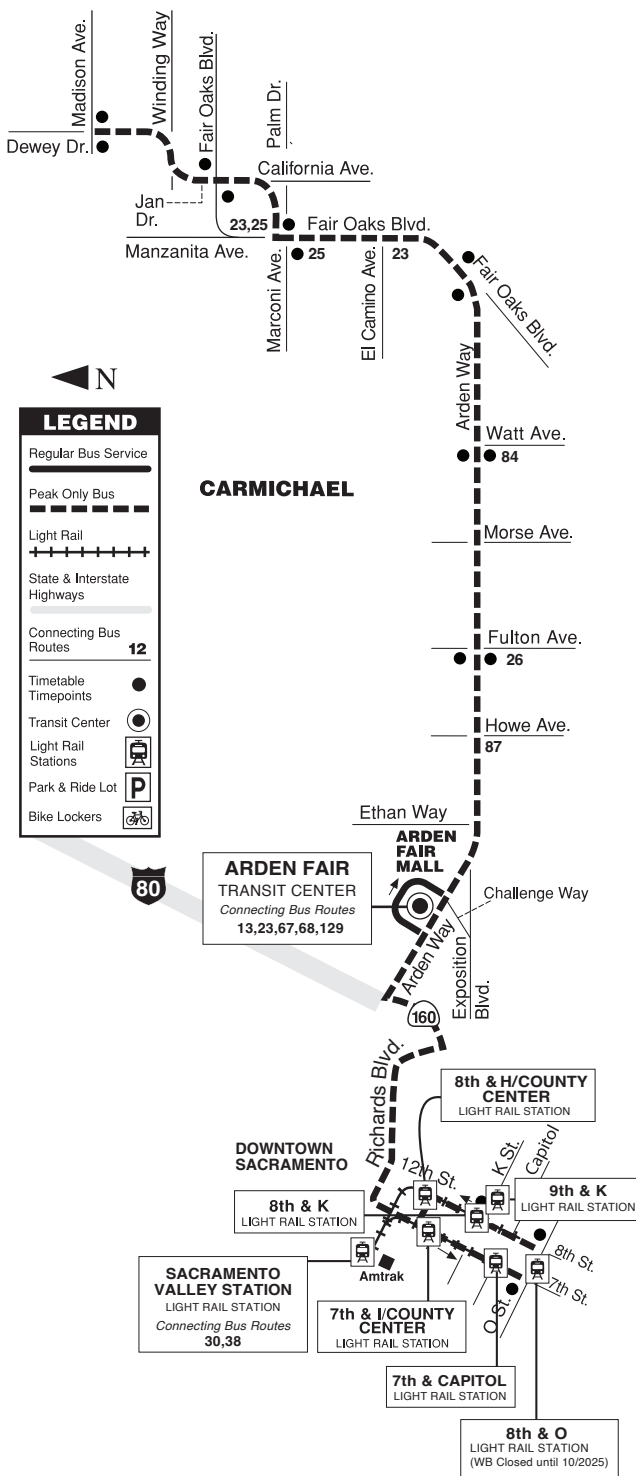 Madison Ave.
Winding Way
Fair Oaks Blvd.
Palm Dr.
Dewey Dr.
California Ave.
Jan
Dr.
23,25
Fair Oaks Blvd.
Manzanita Ave.
25
23
Marconi Ave.
El Camino Ave.
Fair Oaks Blvd.
N
Arden Way
LEGEND
Regular Bus Service
Peak Only Bus
Light Rail
State & Interstate
Highways
Connecting Bus
Routes 12
Timetable
Timepoints
Transit Center
Light Rail
Stations
Park & Ride Lot P
Bike Lockers
Watt Ave.
84
CARMICHAEL
Morse Ave.
Fulton Ave.
26
Howe Ave.
87
Ethan Way
ARDEN
FAIR
MALL
80
ARDEN FAIR
TRANSIT CENTER
Connecting Bus Routes
13,23,67,68,129
Challenge Way
Arden Way
Exposition
Blvd.
160
Richards Blvd.
8th & H/COUNTY
CENTER
LIGHT RAIL STATION
DOWNTOWN
SACRAMENTO
12th St.
K St.
Capitol
8th & K
LIGHT RAIL STATION
9th & K
LIGHT RAIL STATION
8th St.
7th St.
O St.
Amtrak
SACRAMENTO
VALLEY STATION
LIGHT RAIL STATION
Connecting Bus Routes
30,38
7th & I/COUNTY
CENTER
LIGHT RAIL STATION
7th & CAPITOL
LIGHT RAIL STATION
8th & O
LIGHT RAIL STATION
(WB Closed until 10/2025)